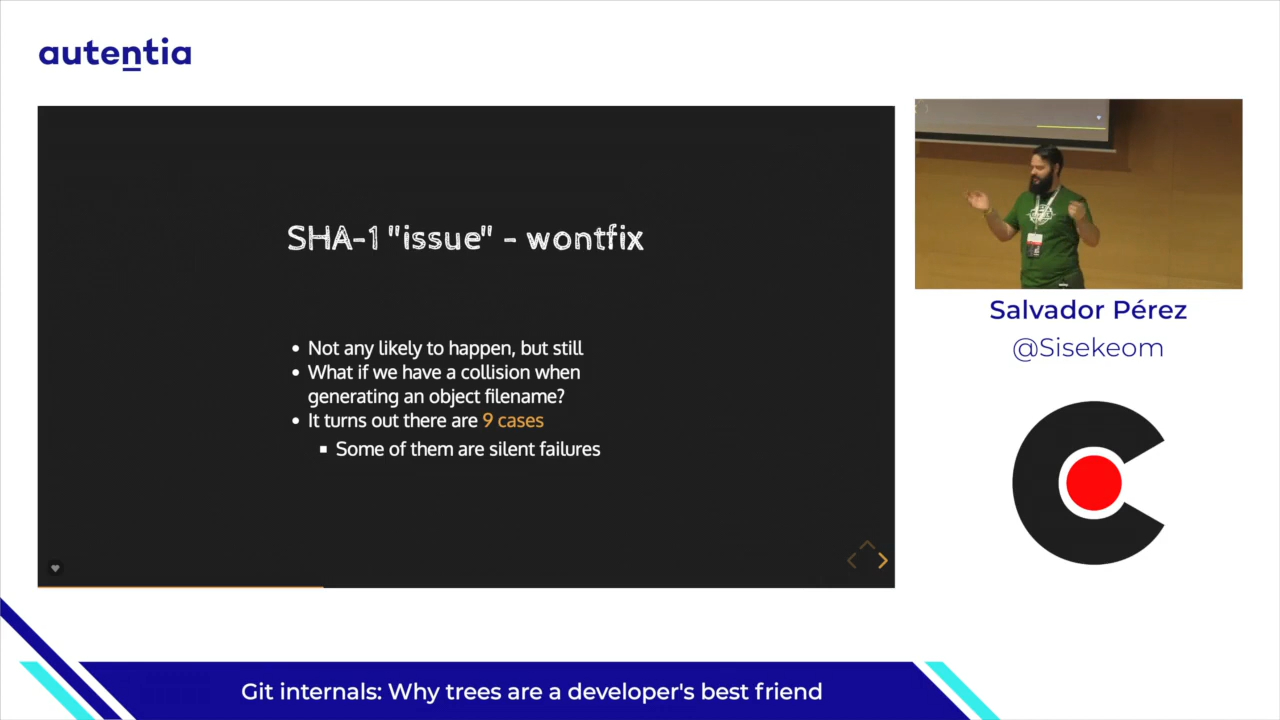 autentia
SHA-1 "issue" - wontfix
Not any likely to happen, but still
What if we have a collision when
generating an object filename?
It turns out there are 9 cases
Some of them are silent failures
Salvador Pérez
@Sisekeom
Git internals: Why trees are a developer's best friend